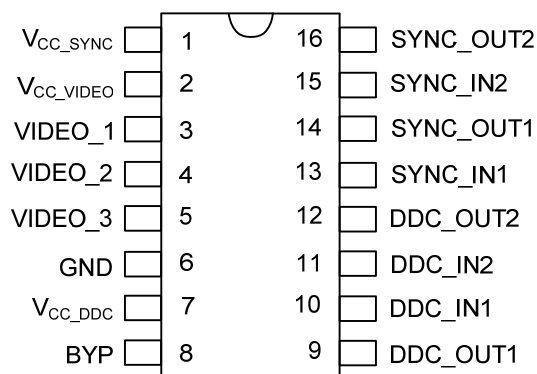 VCC_SYNC 1 16 SYNC_OUT2
VCC_VIDEO 2 15 SYNC_IN2
VIDEO_1 3 14 SYNC_OUT1
VIDEO_2 4 13 SYNC_IN1
VIDEO_3 5 12 DDC_OUT2
GND 6 11 DDC_IN2
VCC_DDC 7 10 DDC_IN1
BYP 8 9 DDC_OUT1